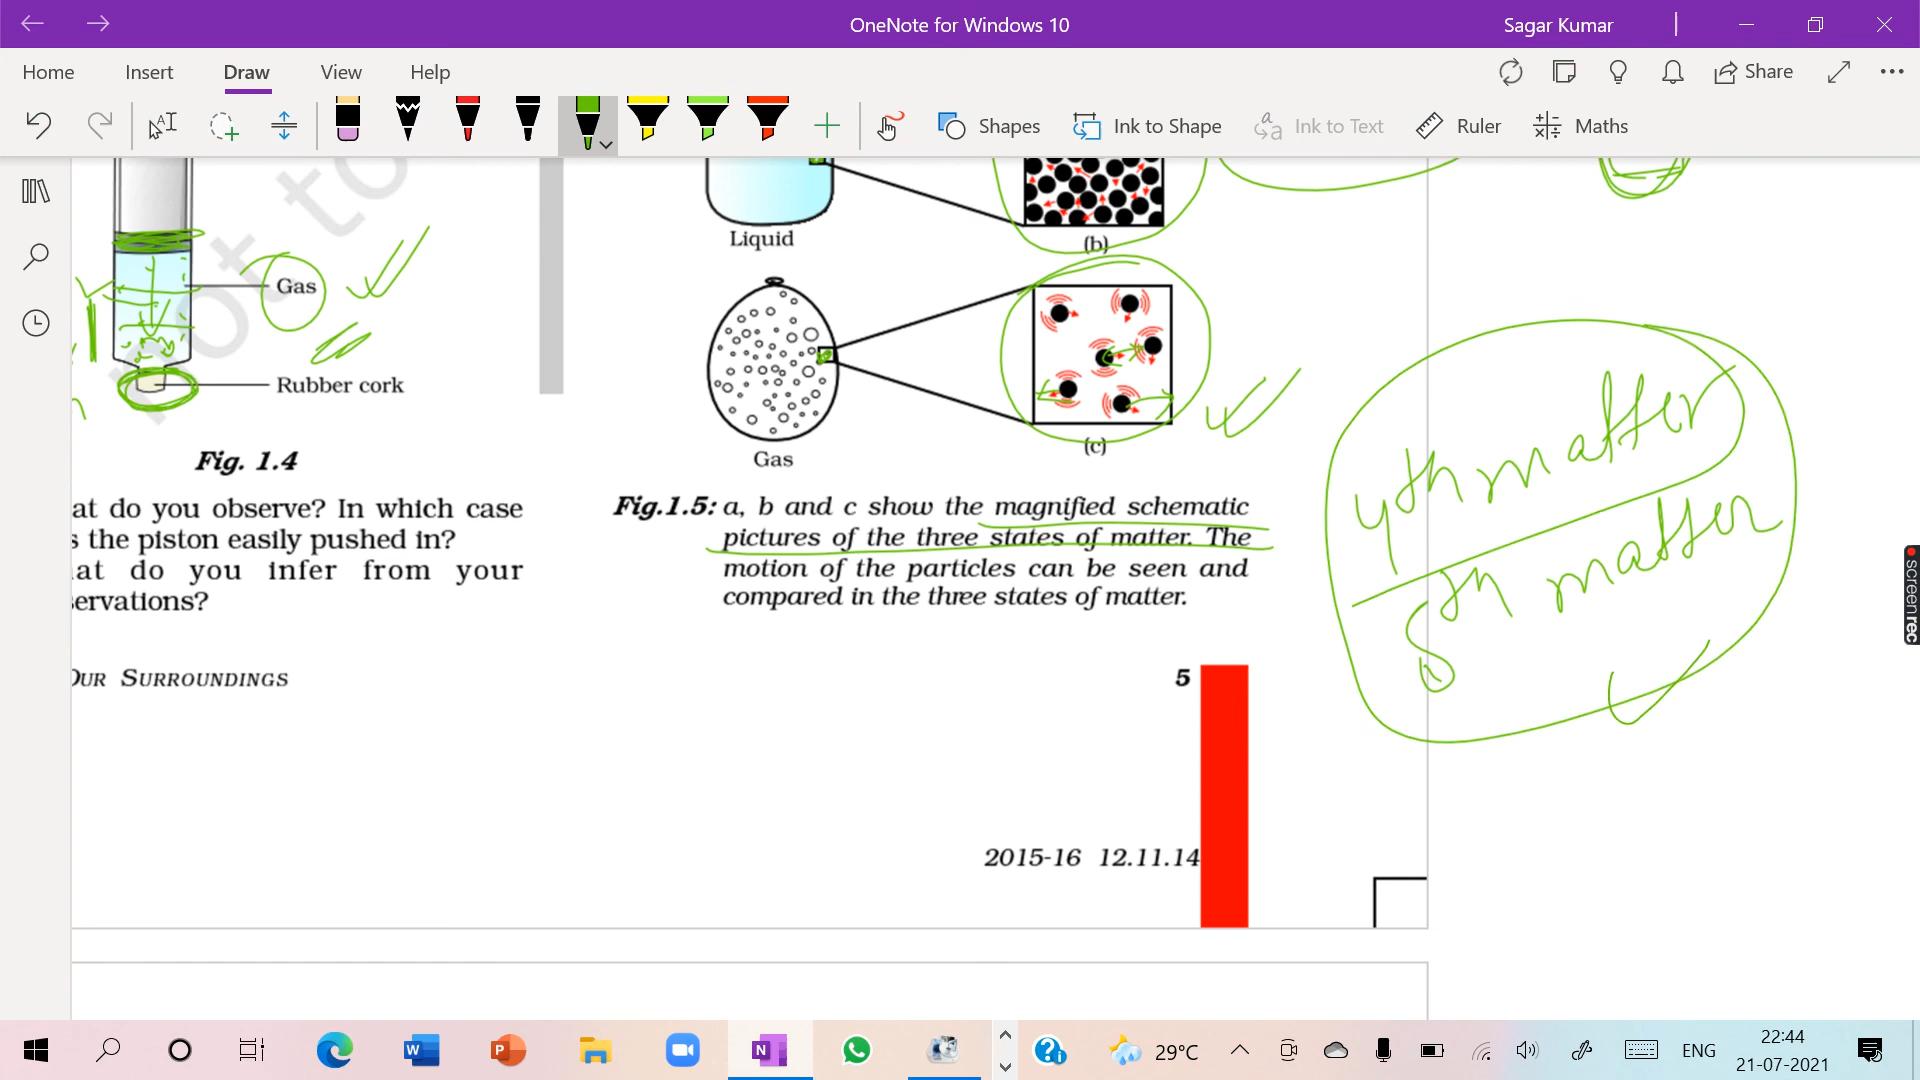 OneNote for Windows 10
Sagar Kumar
Home
Insert
Draw
View
Help
Share
Shapes
Ink to Shape
Ink to Text
Ruler
Maths
not to
Gas
Rubber cork
Fig. 1.4
at do you observe? In which case
s the piston easily pushed in?
at do you infer from your
servations?
OUR SURROUNDINGS
Liquid
(b)
Gas
(c)
Fig.1.5: a, b and c show the magnified schematic
pictures of the three states of matter. The
motion of the particles can be seen and
compared in the three states of matter.
5
2015-16 12.11.14
4th matter
5th matter
screenrec
29°C
ENG
22:44
21-07-2021